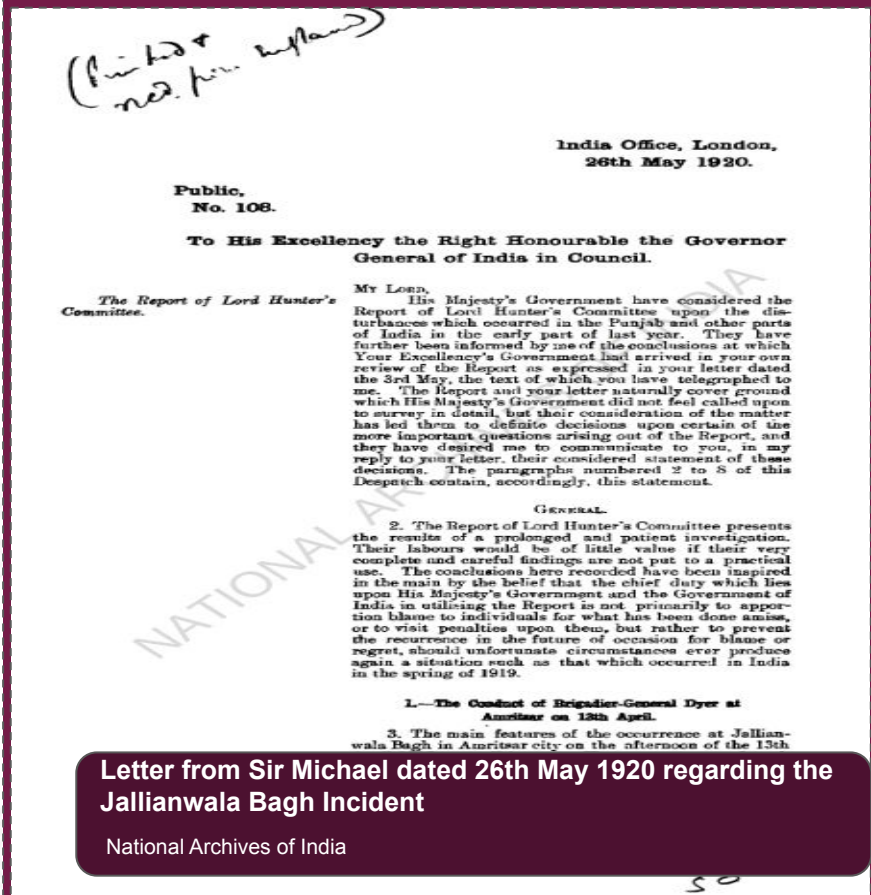 (Printed &
India Office, London,
26th May 1920.
Public,
No. 108.
To His Excellency the Right Honourable the Governor
General of India in Council.
The Report of Lord Hunter's
Committee.
My Lord,
His Majesty's Government have considered the
Report of Lord Hunter's Committee upon the dis-
turbances which occurred in the Punjab and other parts
of India in the early part of last year. They have
further been informed by me of the conclusions at which
Your Excellency's Government had arrived in your own
review of the Report as expressed in your letter dated
the 3rd May, the text of which you have telegraphed to
me. The Report and your letter naturally cover ground
which His Majesty's Government did not feel called upon
to survey in detail, but their consideration of the matter
has led them to definite decisions upon certain of the
more important questions arising out of the Report, and
they have desired me to communicate to you, in my
reply to your letter, their considered statement of these
decisions. The paragraphs numbered 2 to 8 of this
Despatch contain, accordingly, this statement.
General.
2. The Report of Lord Hunter's Committee presents
the results of a prolonged and patient investigation.
Their labours would be of little value if their very
complete and careful findings are not put to a practical
use. The conclusions here recorded have been inspired
in the main by the belief that the chief duty which lies
upon His Majesty's Government and the Government of
India in utilising the Report is not primarily to appor-
tion blame to individuals for what has been done amiss,
or to visit penalties upon them, but rather to prevent
the recurrence in the future of occasion for blame or
regret, should unfortunate circumstances ever produce
again a situation such as that which occurred in India
in the spring of 1919.
1.—The Conduct of Brigadier-General Dyer at
Amritsar on 13th April.
3. The main features of the occurrence at Jallian-
wala Bagh in Amritsar city on the afternoon of the 13th
NATIONAL ARCHIVES OF INDIA
Letter from Sir Michael dated 26th May 1920 regarding the
Jallianwala Bagh Incident
National Archives of India
50